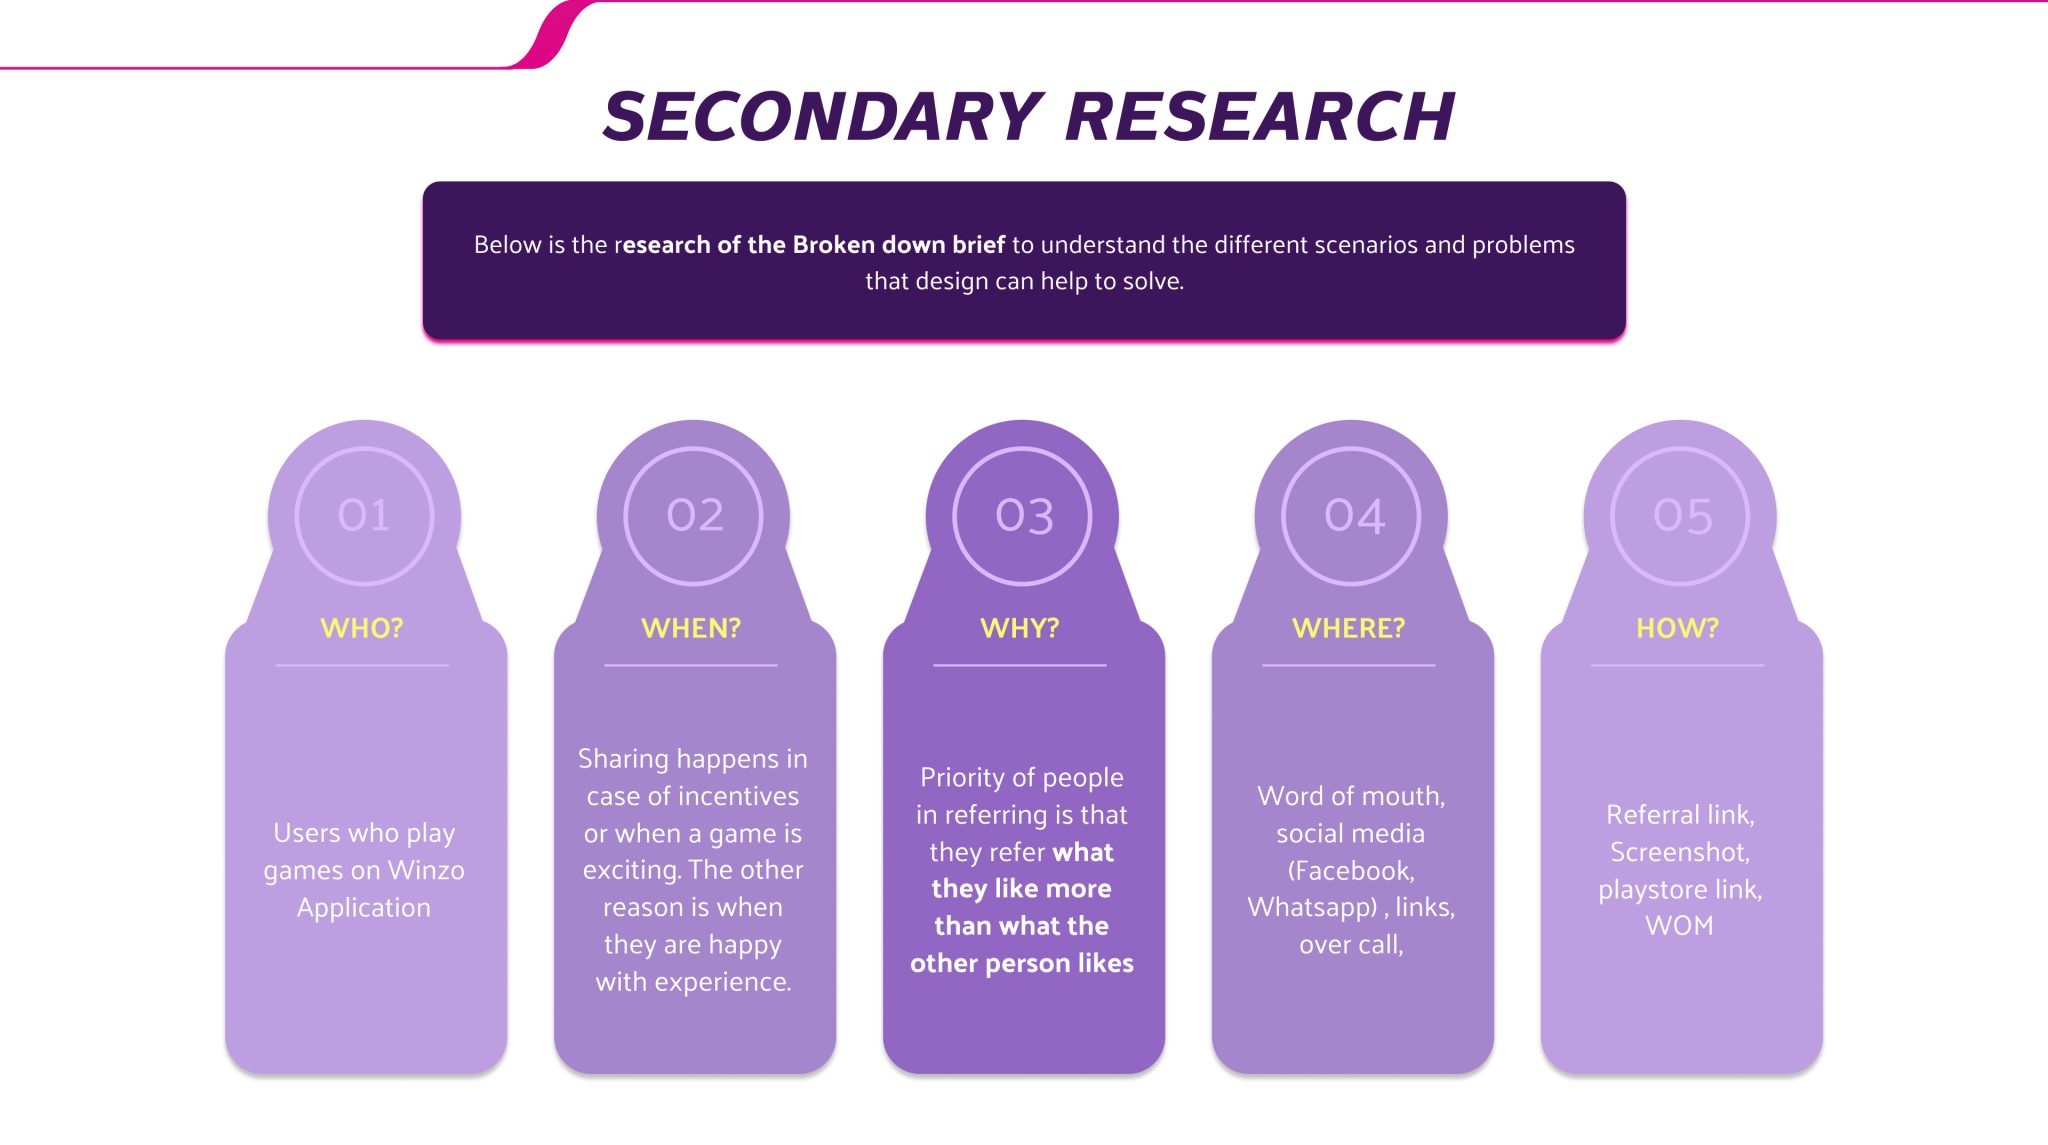 SECONDARY RESEARCH
Below is the research of the Broken down brief to understand the different scenarios and problems
that design can help to solve.
01
WHO?
Users who play
games on Winzo
Application
02
WHEN?
Sharing happens in
case of incentives
or when a game is
exciting. The other
reason is when
they are happy
with experience.
03
WHY?
Priority of people
in referring is that
they refer what
they like more
than what the
other person likes
04
WHERE?
Word of mouth,
social media
(Facebook,
Whatsapp) , links,
over call,
05
HOW?
Referral link,
Screenshot,
playstore link,
WOM